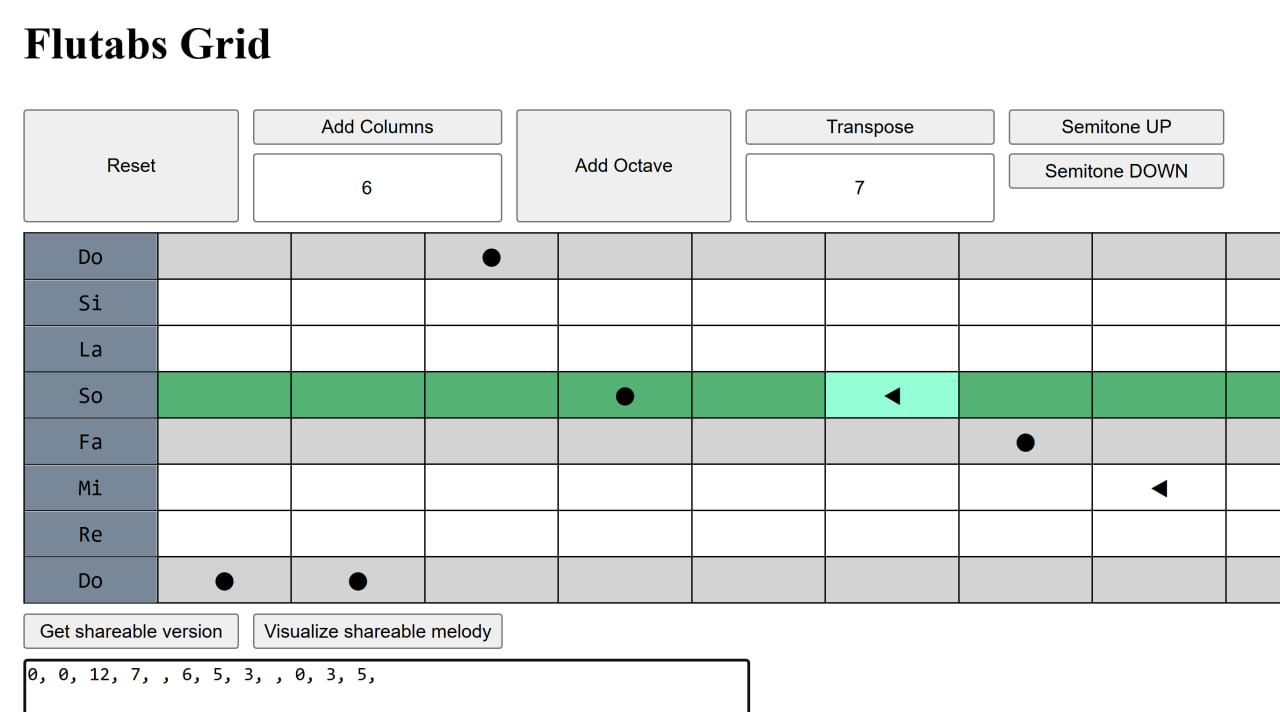 Flutabs Grid
Reset
Add Columns
6
Add Octave
Transpose
7
Semitone UP
Semitone DOWN
Do
Si
La
So
Fa
Mi
Re
Do
Get shareable version
Visualize shareable melody
0, 0, 12, 7, , 6, 5, 3, , 0, 3, 5,